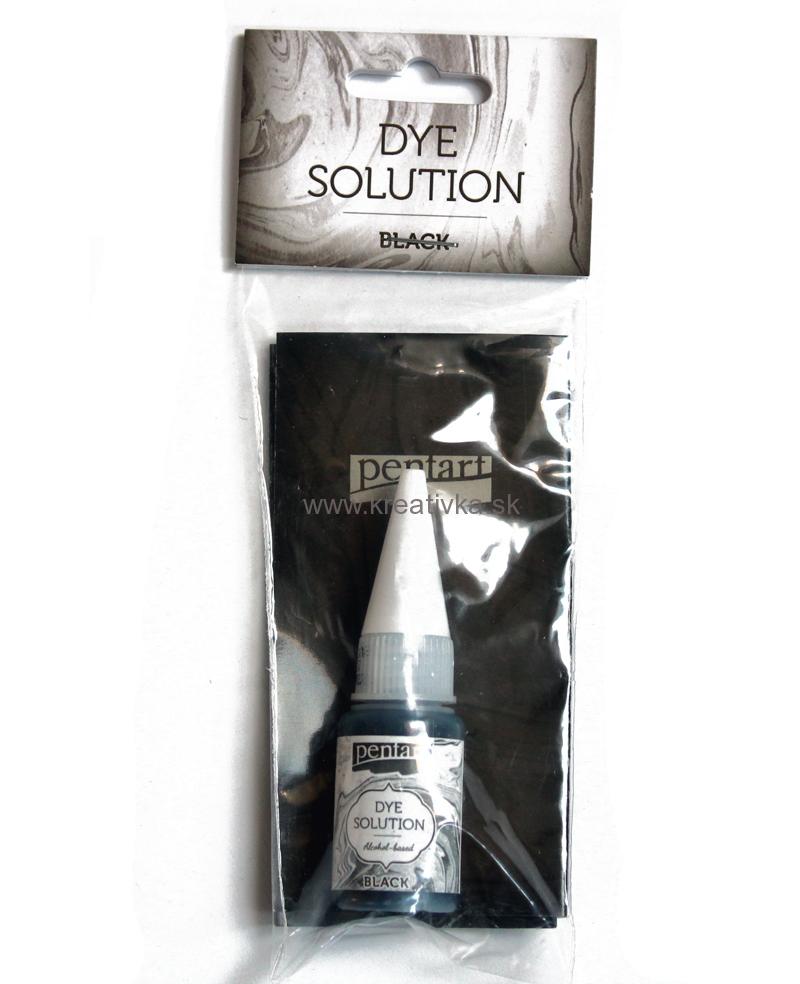 DYE
SOLUTION
BLACK
pentart
www.kreativka.sk
pentart
DYE
SOLUTION
Alcohol-based
BLACK